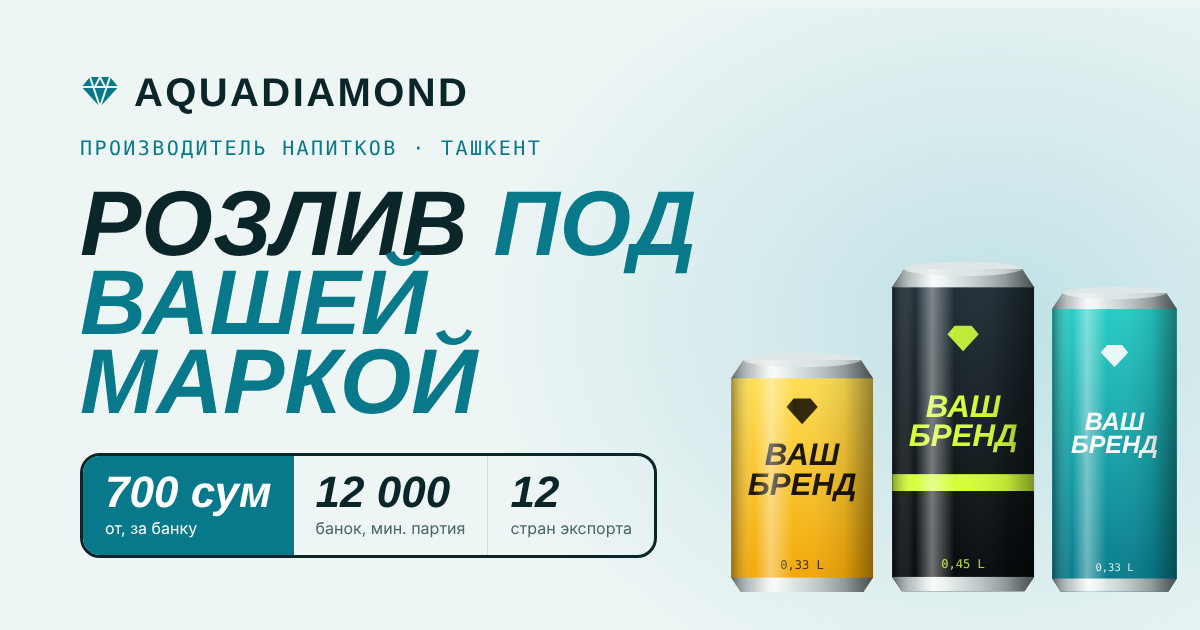 AQUADIAMOND
ПРОИЗВОДИТЕЛЬ НАПИТКОВ · ТАШКЕНТ
РОЗЛИВ ПОД
ВАШЕЙ
МАРКОЙ
700 сум
от, за банку
12 000
банок, мин. партия
12
стран экспорта
ВАШ
БРЕНД
0,33 L
ВАШ
БРЕНД
0,45 L
ВАШ
БРЕНД
0,33 L